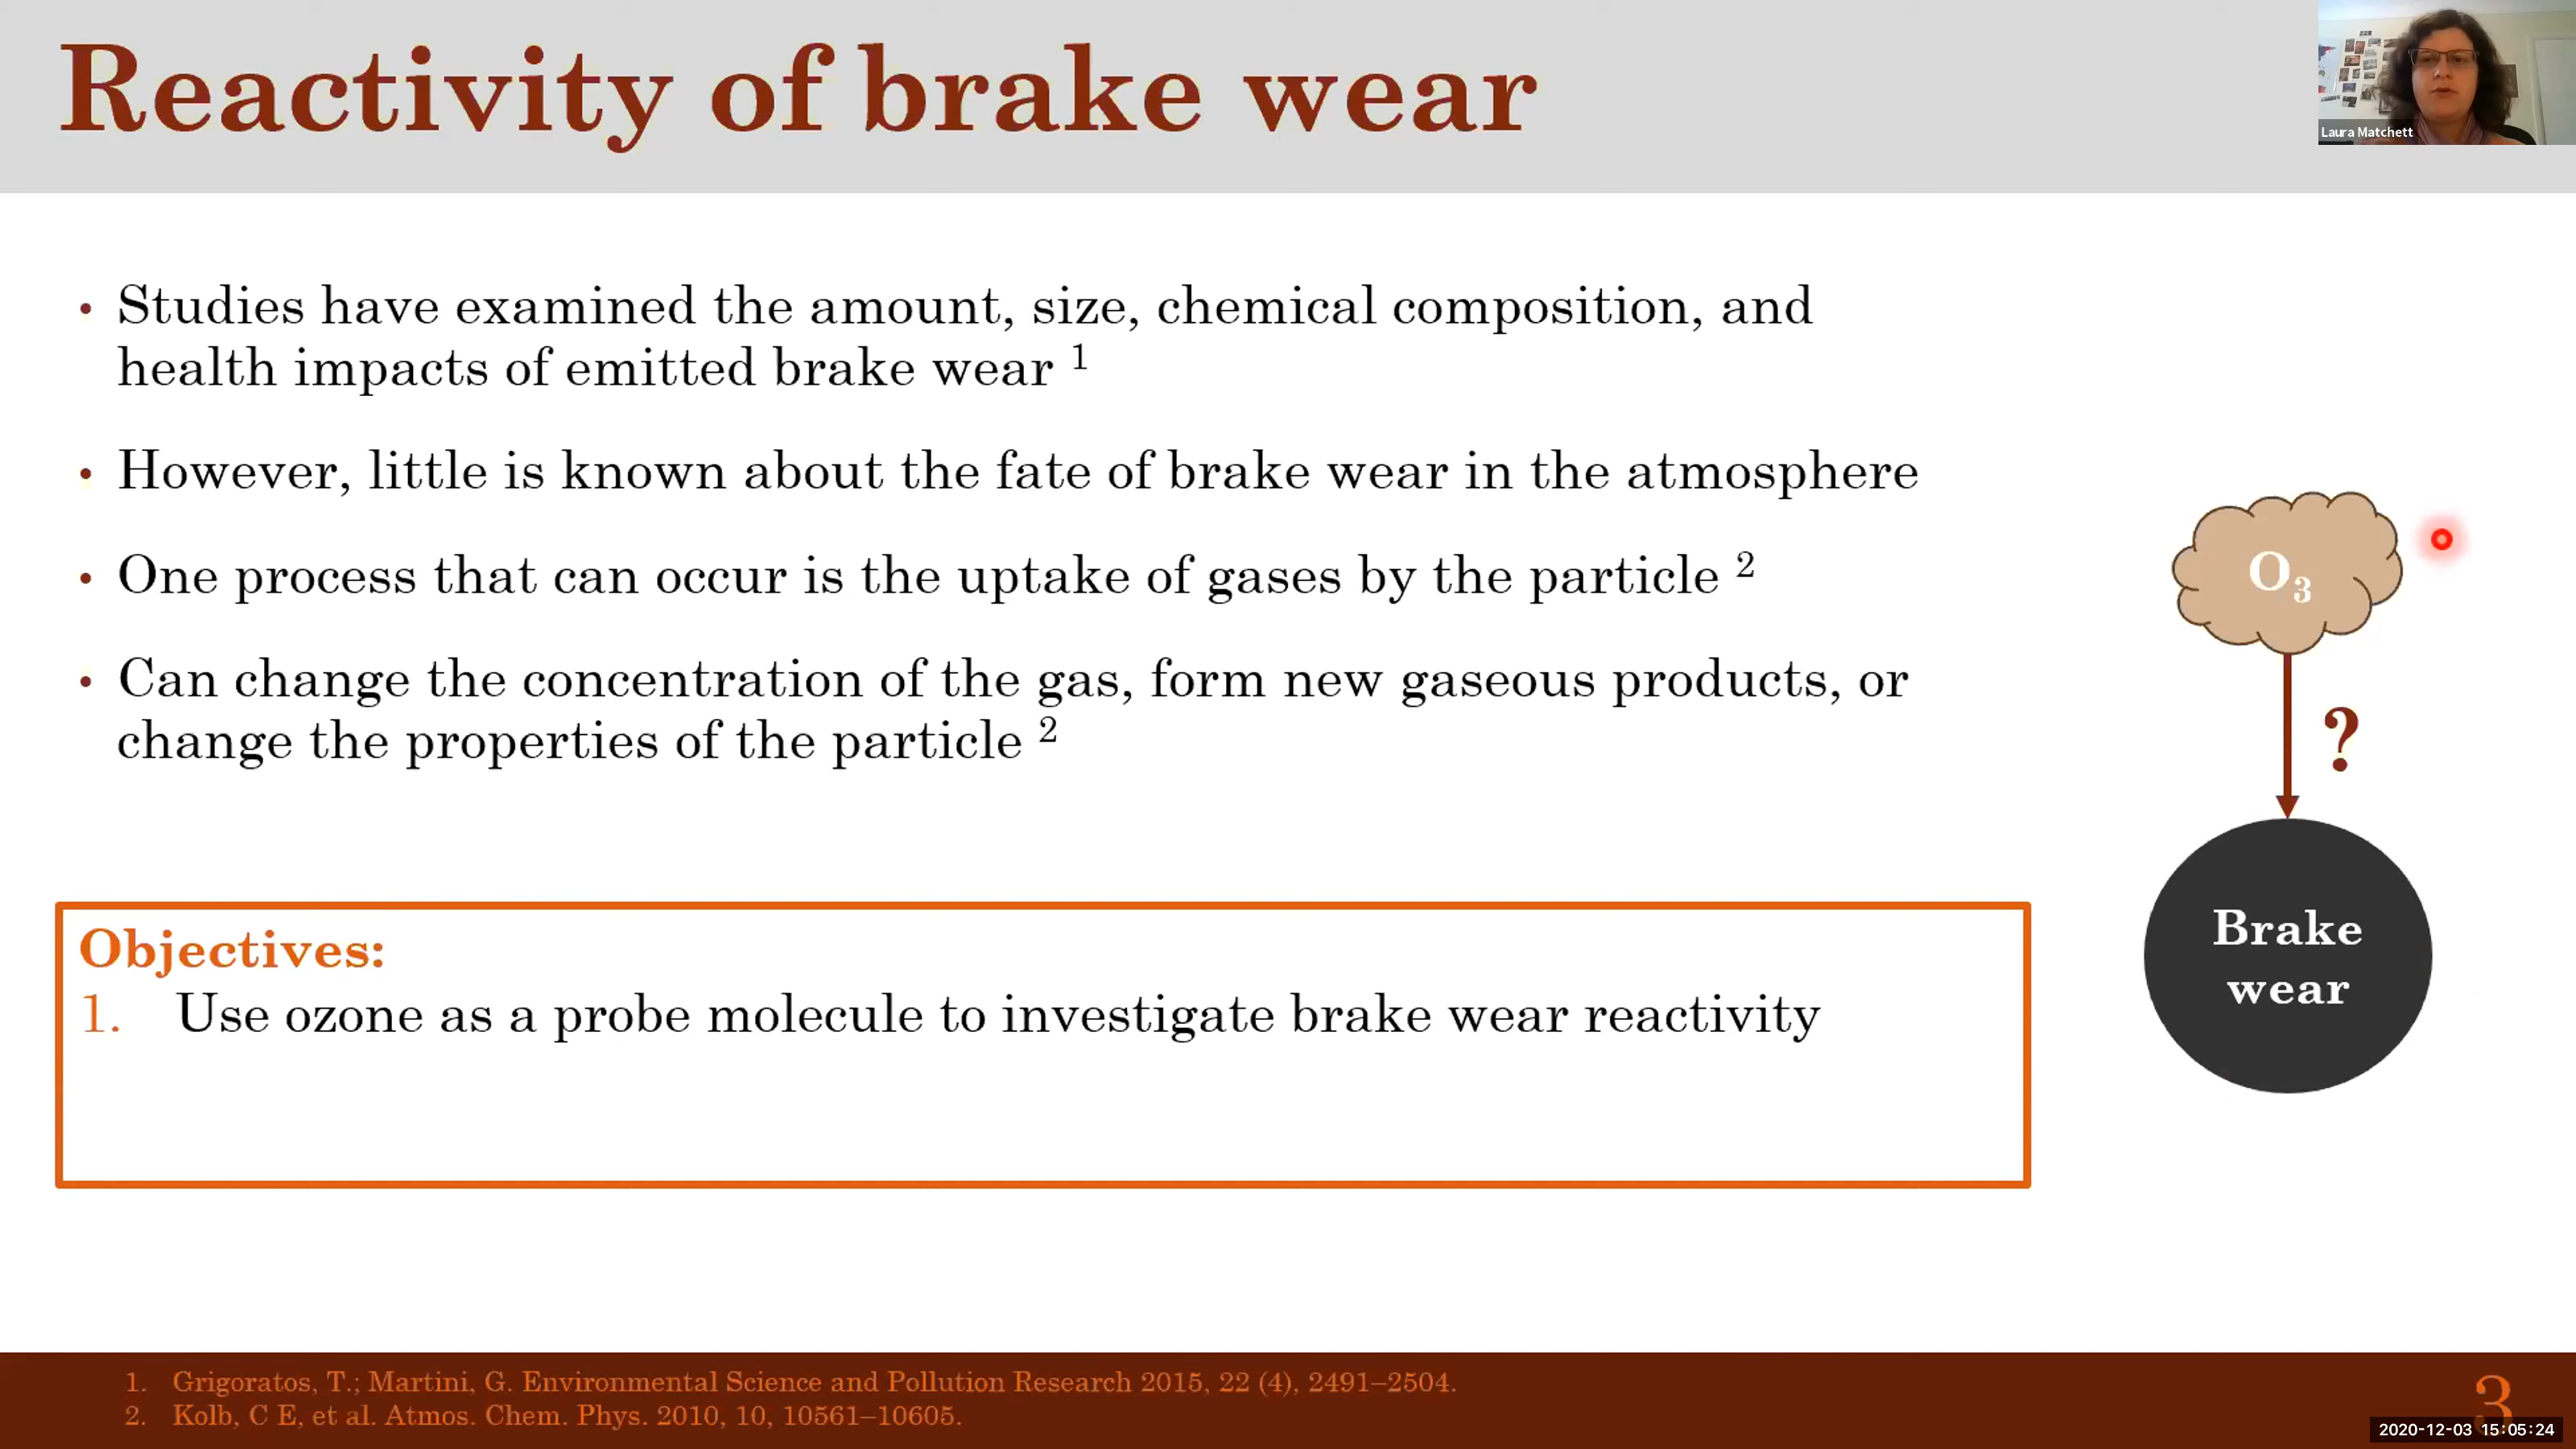 Reactivity of brake wear
Laura Matchett
• Studies have examined the amount, size, chemical composition, and
health impacts of emitted brake wear 1
• However, little is known about the fate of brake wear in the atmosphere
• One process that can occur is the uptake of gases by the particle 2
• Can change the concentration of the gas, form new gaseous products, or
change the properties of the particle 2
O3
?
Brake
wear
Objectives:
1. Use ozone as a probe molecule to investigate brake wear reactivity
1. Grigoratos, T.; Martini, G. Environmental Science and Pollution Research 2015, 22 (4), 2491–2504.
2. Kolb, C E, et al. Atmos. Chem. Phys. 2010, 10, 10561–10605.
3
2020-12-03 15:05:24